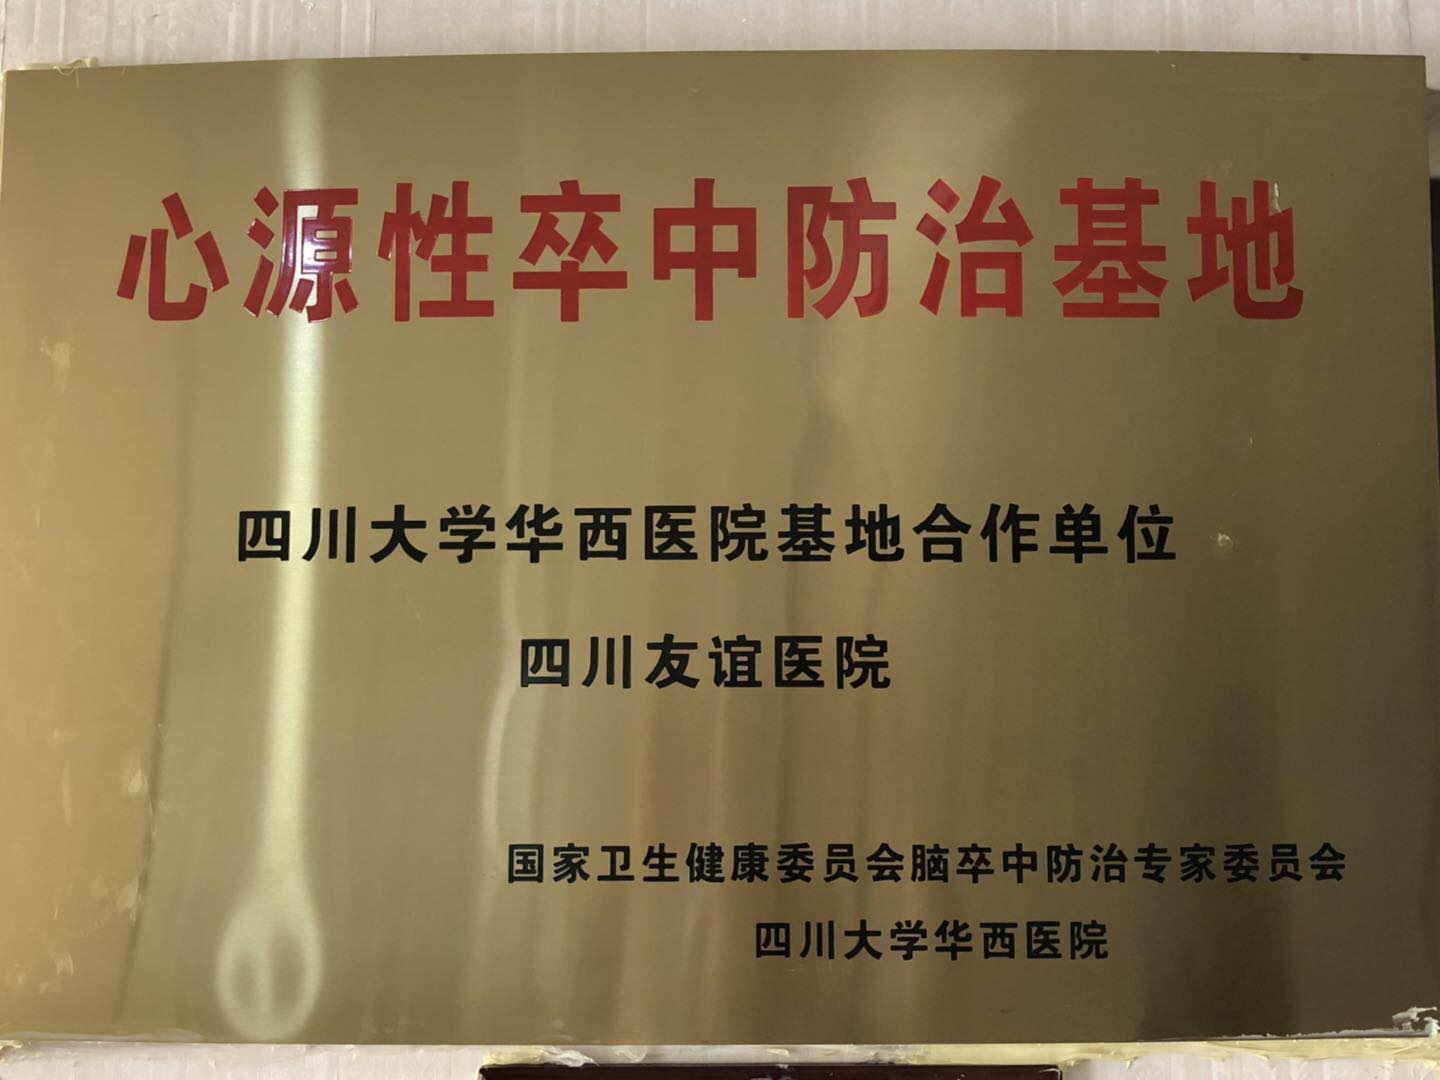 心源性卒中防治基地
四川大学华西医院基地合作单位
四川友谊医院
国家卫生健康委员会脑卒中防治专家委员会
四川大学华西医院